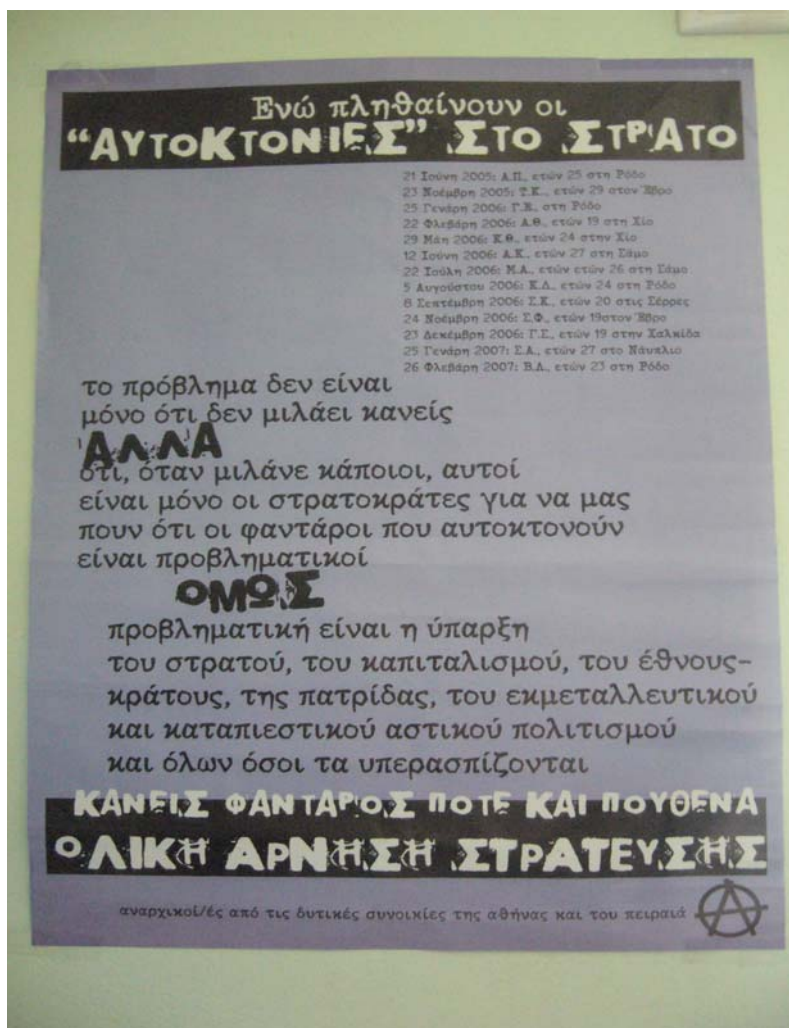 Ενώ πληθαίνουν οι
“ΑΥΤΟΚΤΟΝΙΕΣ” ΣΤΟ ΣΤΡΑΤΟ
21 Ιούνη 2005: Α.Π., ετών 25 στη Ρόδο
23 Νοέμβρη 2005: Τ.Κ., ετών 29 στον Έβρο
25 Γενάρη 2006: Γ.Β., στη Ρόδο
22 Φλεβάρη 2006: Α.Θ., ετών 19 στη Χίο
29 Μάη 2006: Κ.Θ., ετών 24 στην Χίο
12 Ιούνη 2006: Α.Κ., ετών 27 στη Σάμο
22 Ιούλη 2006: Μ.Α., ετών ετών 26 στη Σάμο
5 Αυγούστου 2006: Κ.Δ., ετών 24 στη Ρόδο
8 Σεπτέμβρη 2006: Σ.Κ., ετών 20 στις Σέρρες
24 Νοέμβρη 2006: Σ.Φ., ετών 19στον Έβρο
23 Δεκέμβρη 2006: Γ.Σ., ετών 19 στην Χαλκίδα
25 Γενάρη 2007: Σ.Α., ετών 27 στο Ναύπλιο
26 Φλεβάρη 2007: Β.Λ., ετών 23 στη Ρόδο
το πρόβλημα δεν είναι
μόνο ότι δεν μιλάει κανείς
ΑΛΛΑ
ότι, όταν μιλάνε κάποιοι, αυτοί
είναι μόνο οι στρατοκράτες για να μας
πουν ότι οι φαντάροι που αυτοκτονούν
είναι προβληματικοί
ΟΜΩΣ
προβληματική είναι η ύπαρξη
του στρατού, του καπιταλισμού, του έθνους-
κράτους, της πατρίδας, του εκμεταλλευτικού
και καταπιεστικού αστικού πολιτισμού
και όλων όσοι τα υπερασπίζονται
ΚΑΝΕΙΣ ΦΑΝΤΑΡΟΣ ΠΟΤΕ ΚΑΙ ΠΟΥΘΕΝΑ
ΟΛΙΚΗ ΑΡΝΗΣΗ ΣΤΡΑΤΕΥΣΗΣ
αναρχικοί/ές από τις δυτικές συνοικίες της αθήνας και του πειραιά